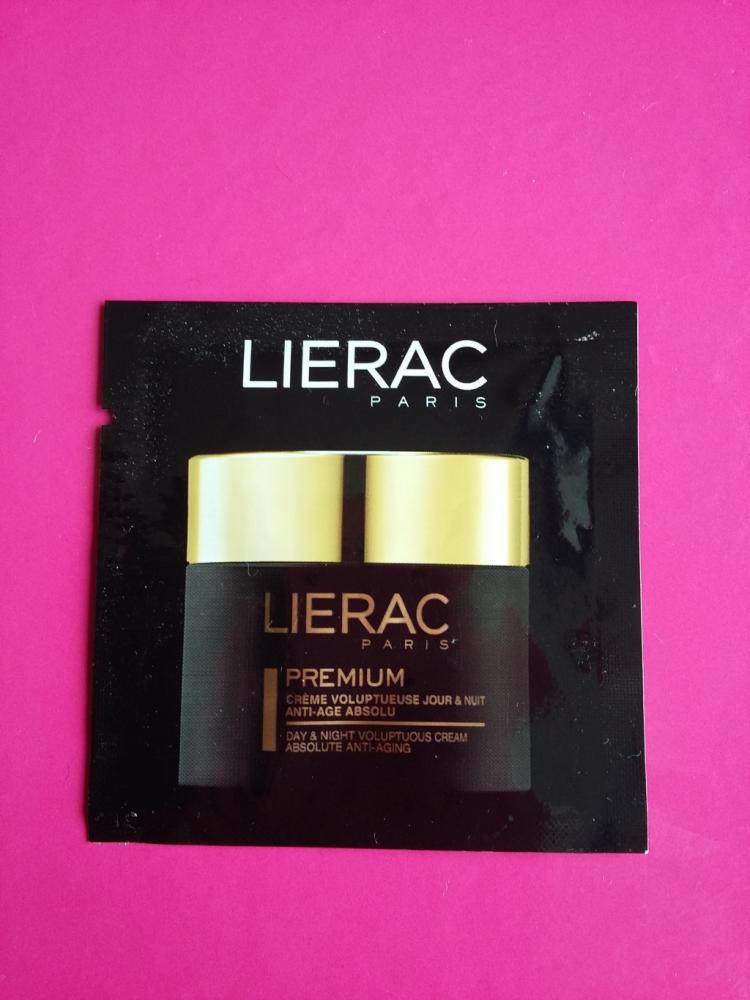 LIERAC
PARIS
LIERAC
PARIS
PREMIUM
CRÈME VOLUPTUEUSE JOUR & NUIT
ANTI-AGE ABSOLU
DAY & NIGHT VOLUPTUOUS CREAM
ABSOLUTE ANTI-AGING